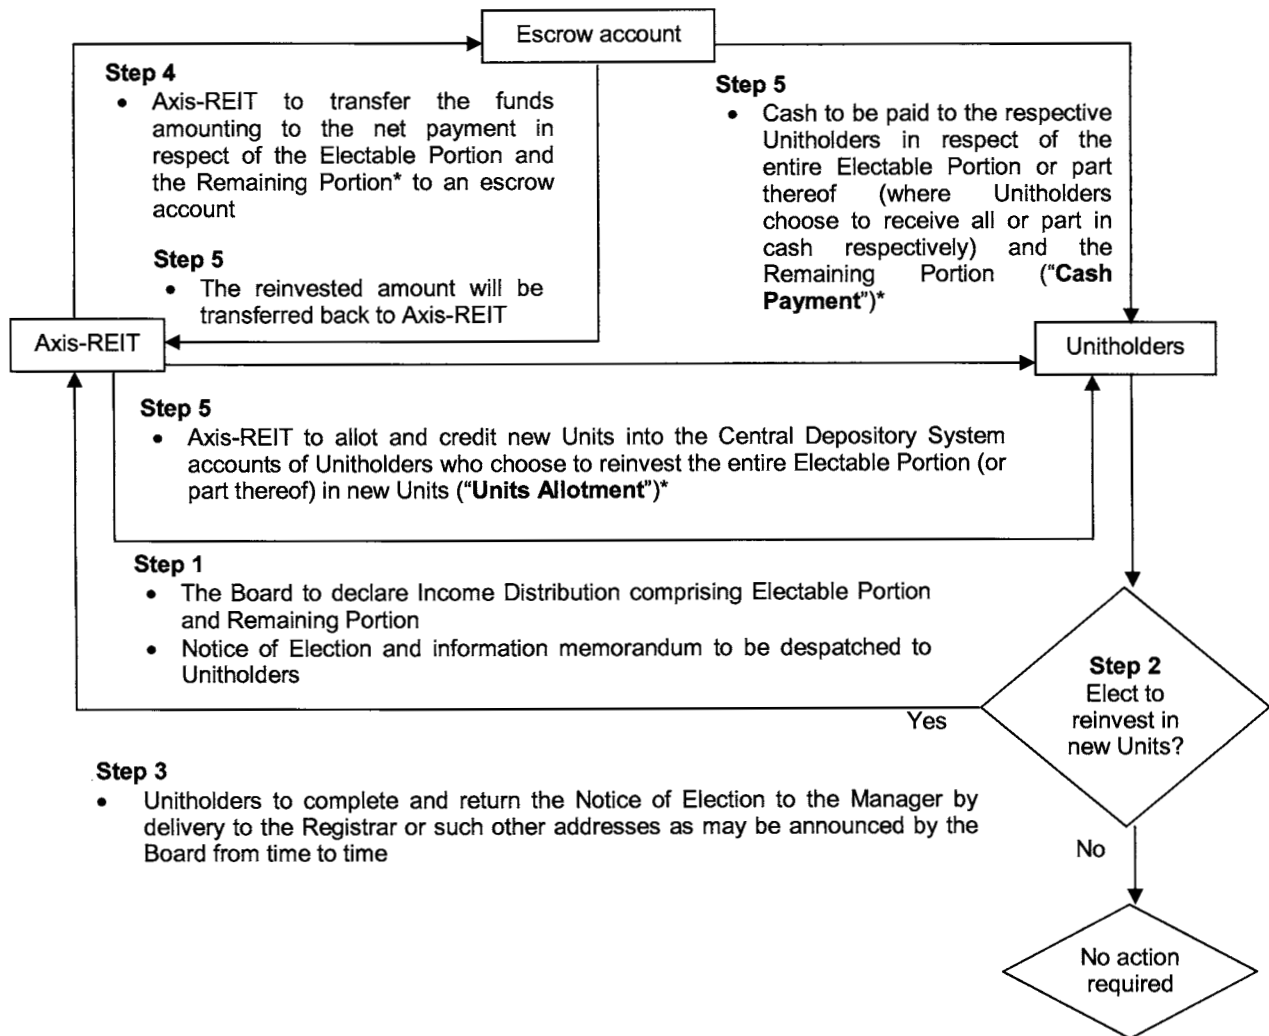 Escrow account
Step 4
• Axis-REIT to transfer the funds
amounting to the net payment in
respect of the Electable Portion and
the Remaining Portion* to an escrow
account
Step 5
• The reinvested amount will be
transferred back to Axis-REIT
Step 5
• Cash to be paid to the respective
Unitholders in respect of the
entire Electable Portion or part
thereof (where Unitholders
choose to receive all or part in
cash respectively) and the
Remaining Portion (“Cash
Payment”)*
Axis-REIT
Unitholders
Step 5
• Axis-REIT to allot and credit new Units into the Central Depository System
accounts of Unitholders who choose to reinvest the entire Electable Portion (or
part thereof) in new Units (“Units Allotment”)*
Step 1
• The Board to declare Income Distribution comprising Electable Portion
and Remaining Portion
• Notice of Election and information memorandum to be despatched to
Unitholders
Step 2
Elect to
reinvest in
new Units?
Yes
Step 3
• Unitholders to complete and return the Notice of Election to the Manager by
delivery to the Registrar or such other addresses as may be announced by the
Board from time to time
No
No action
required